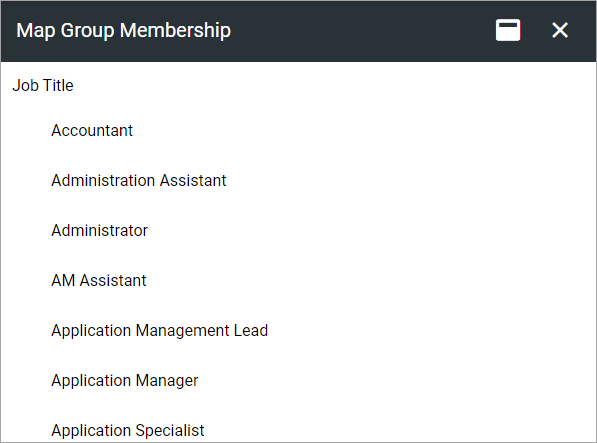 Map Group Membership
Job Title
Accountant
Administration Assistant
Administrator
AM Assistant
Application Management Lead
Application Manager
Application Specialist